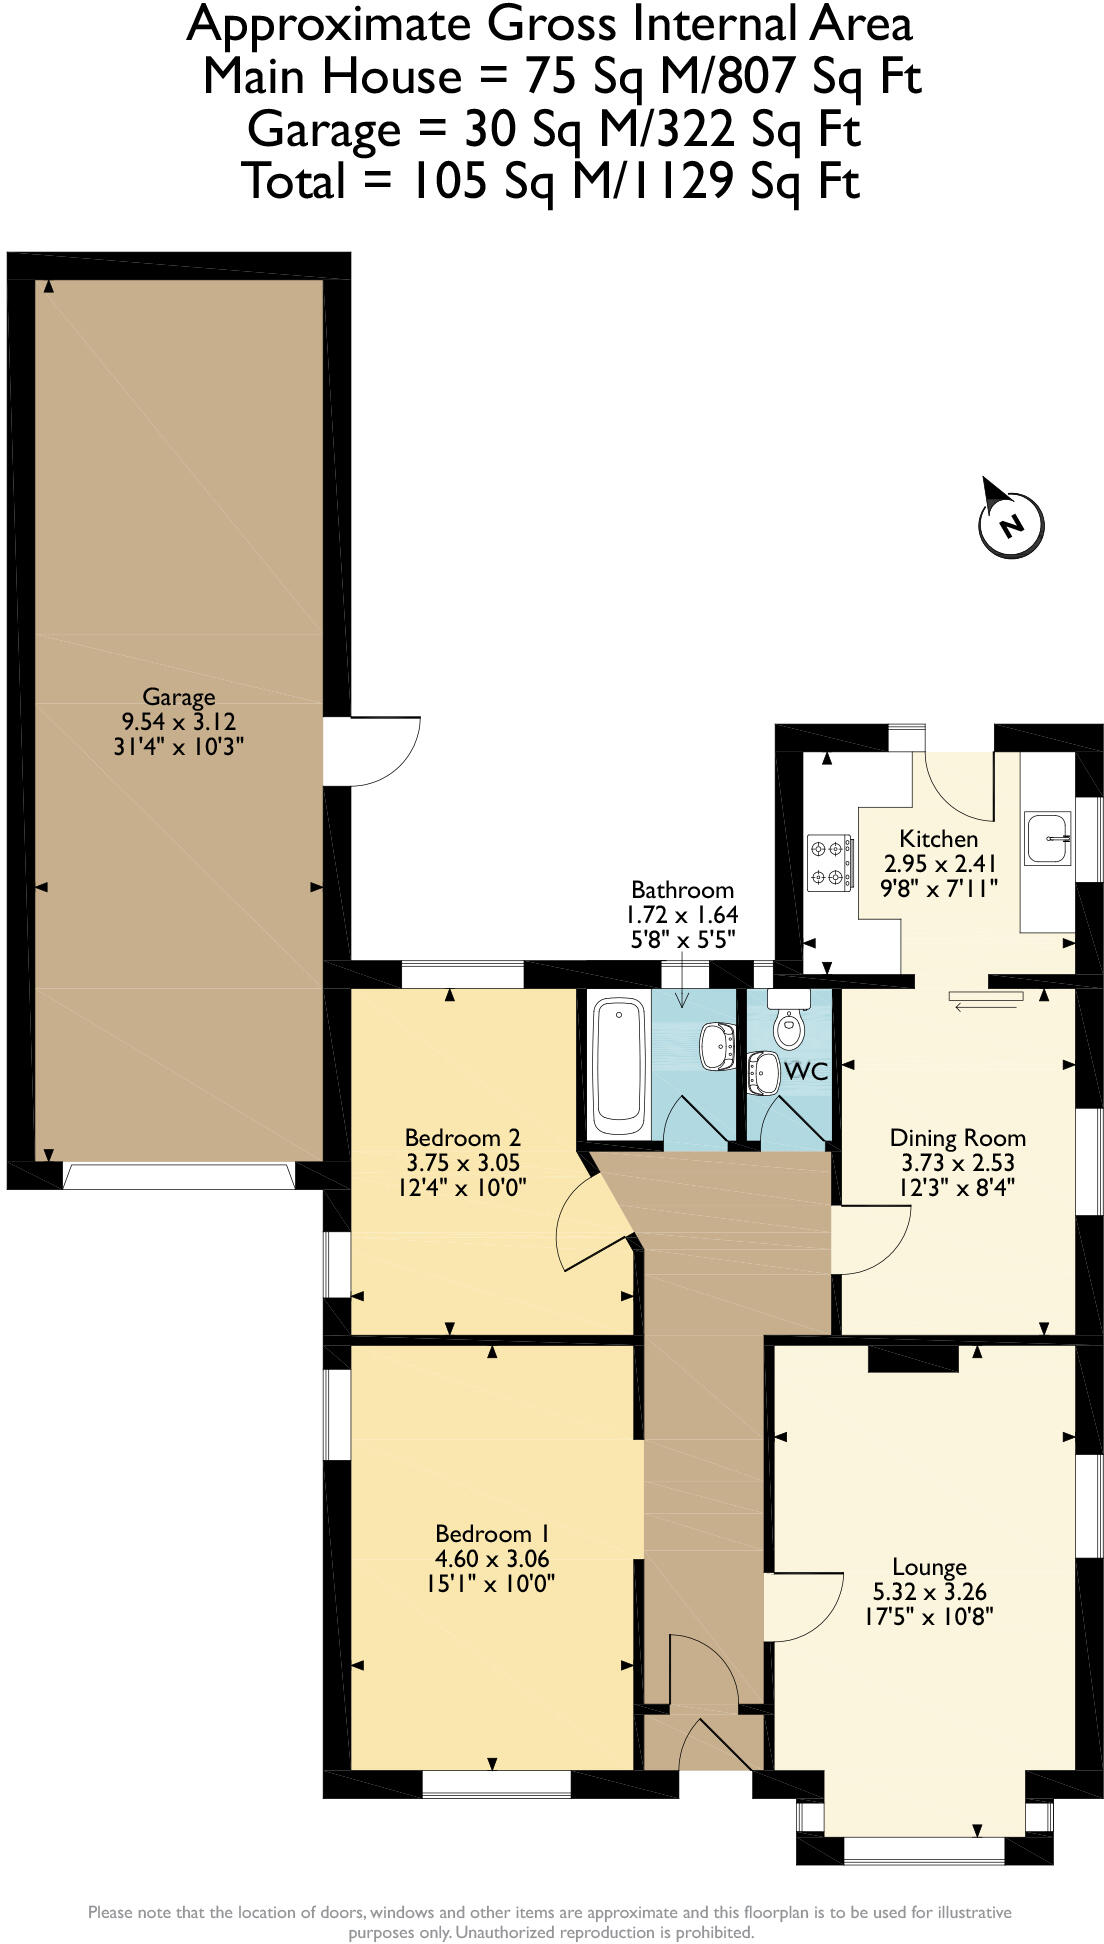 Approximate Gross Internal Area
Main House = 75 Sq M/807 Sq Ft
Garage = 30 Sq M/322 Sq Ft
Total = 105 Sq M/1129 Sq Ft
N
Garage
9.54 x 3.12
31'4" x 10'3"
Kitchen
2.95 x 2.41
9'8" x 7'11"
Bathroom
1.72 x 1.64
5'8" x 5'5"
WC
Bedroom 2
3.75 x 3.05
12'4" x 10'0"
Dining Room
3.73 x 2.53
12'3" x 8'4"
Bedroom 1
4.60 x 3.06
15'1" x 10'0"
Lounge
5.32 x 3.26
17'5" x 10'8"
Please note that the location of doors, windows and other items are approximate and this floorplan is to be used for illustrative
purposes only. Unauthorized reproduction is prohibited.